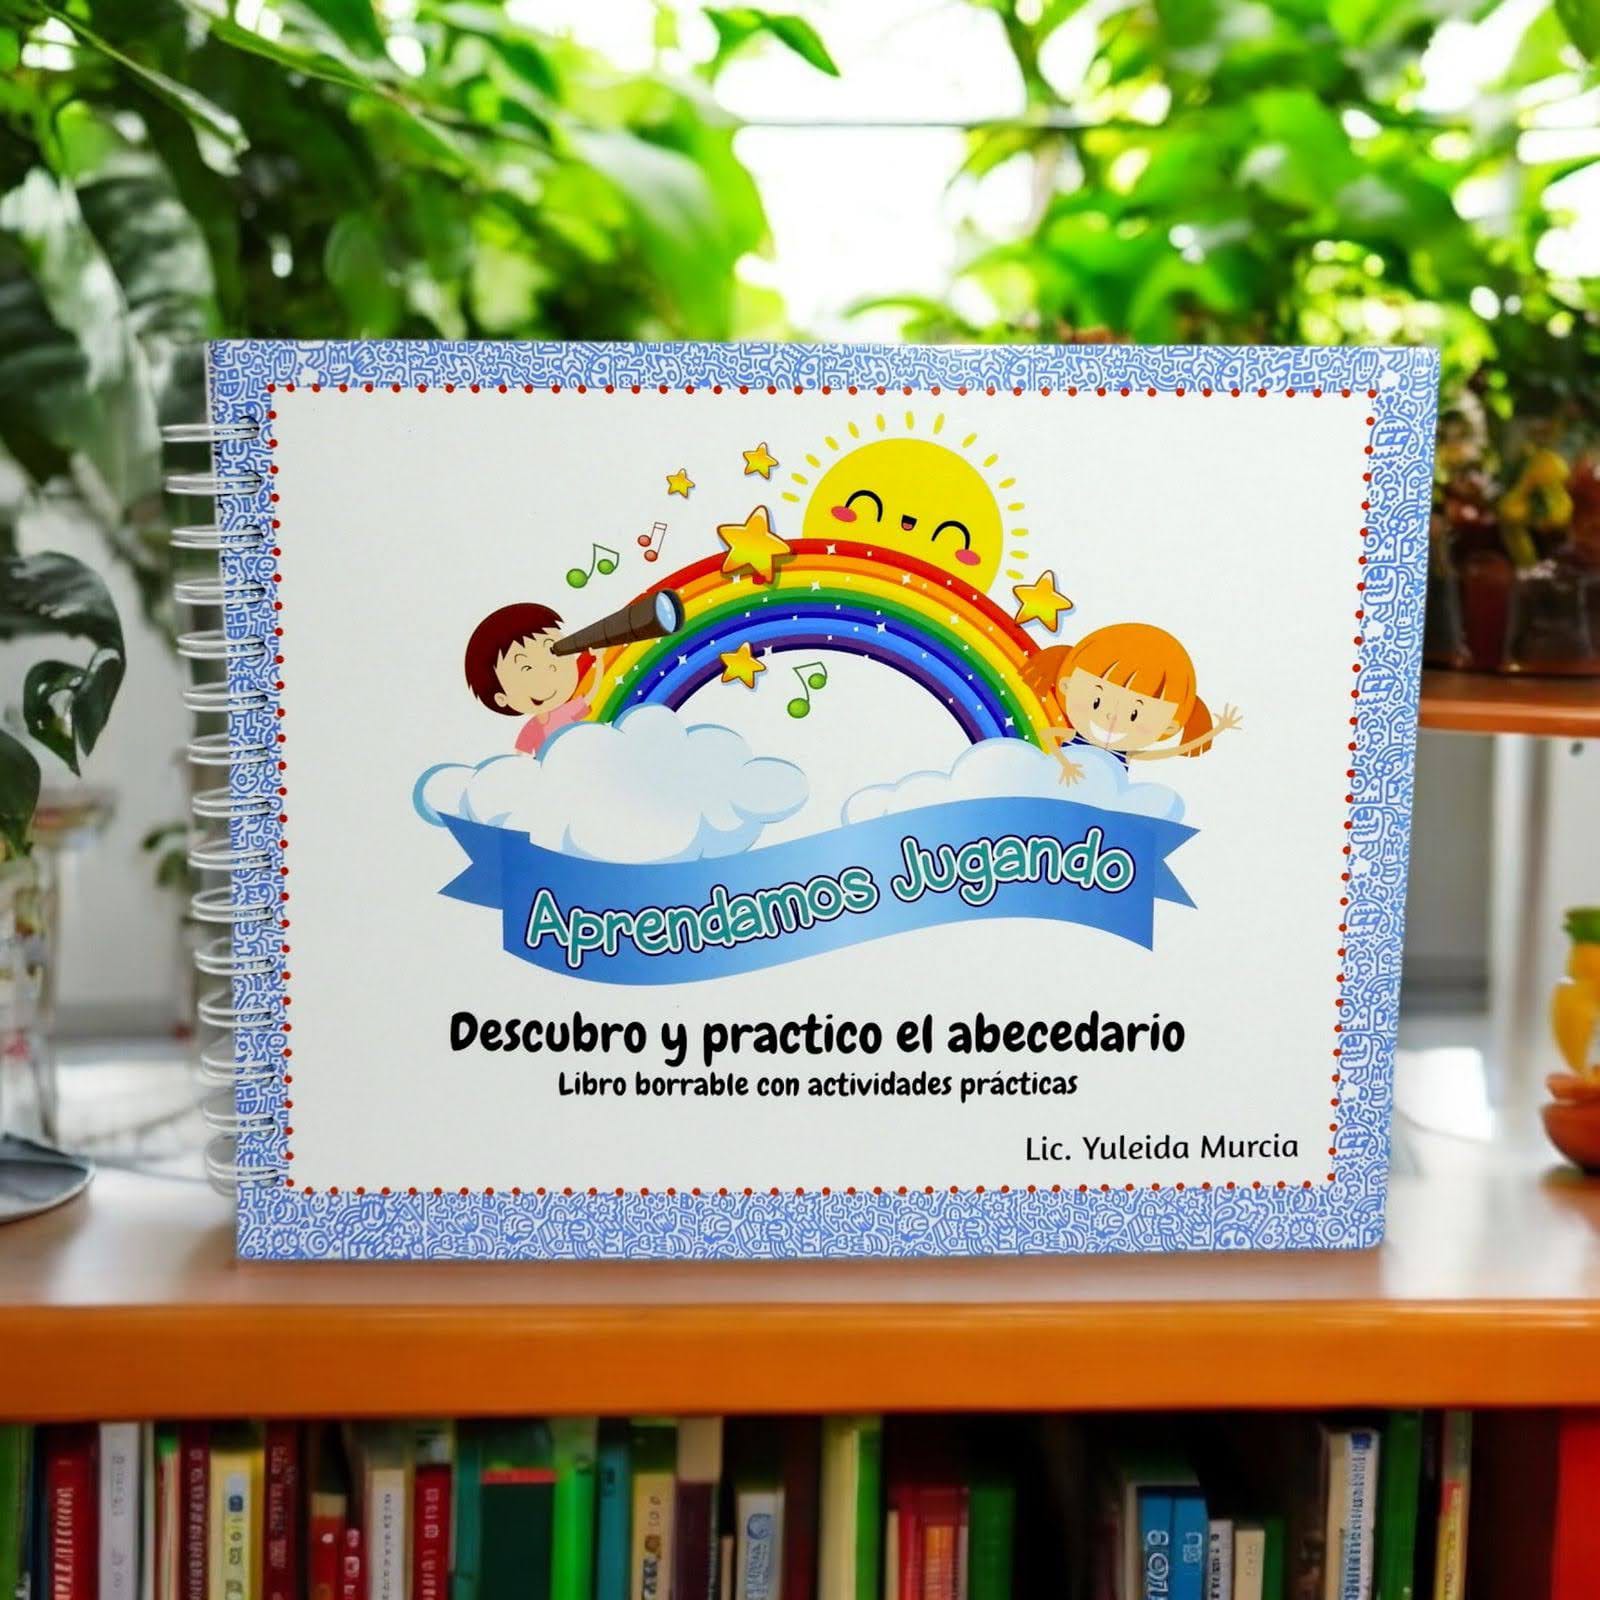 Aprendamos Jugando
Descubro y practico el abecedario
Libro borrable con actividades prácticas
Lic. Yuleida Murcia